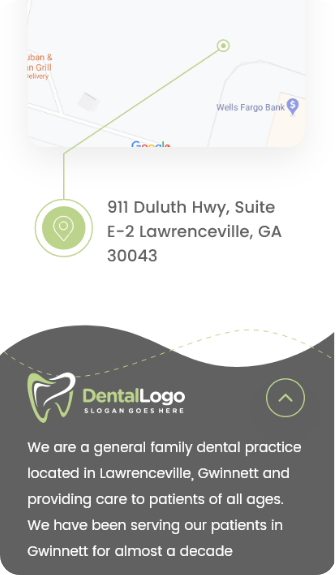 uban &
an Grill
elivery
Wells Fargo Bank
$
Google
911 Duluth Hwy, Suite
E-2 Lawrenceville, GA
30043
DentalLogo
SLOGAN GOES HERE
We are a general family dental practice
located in Lawrenceville, Gwinnett and
providing care to patients of all ages.
We have been serving our patients in
Gwinnett for almost a decade